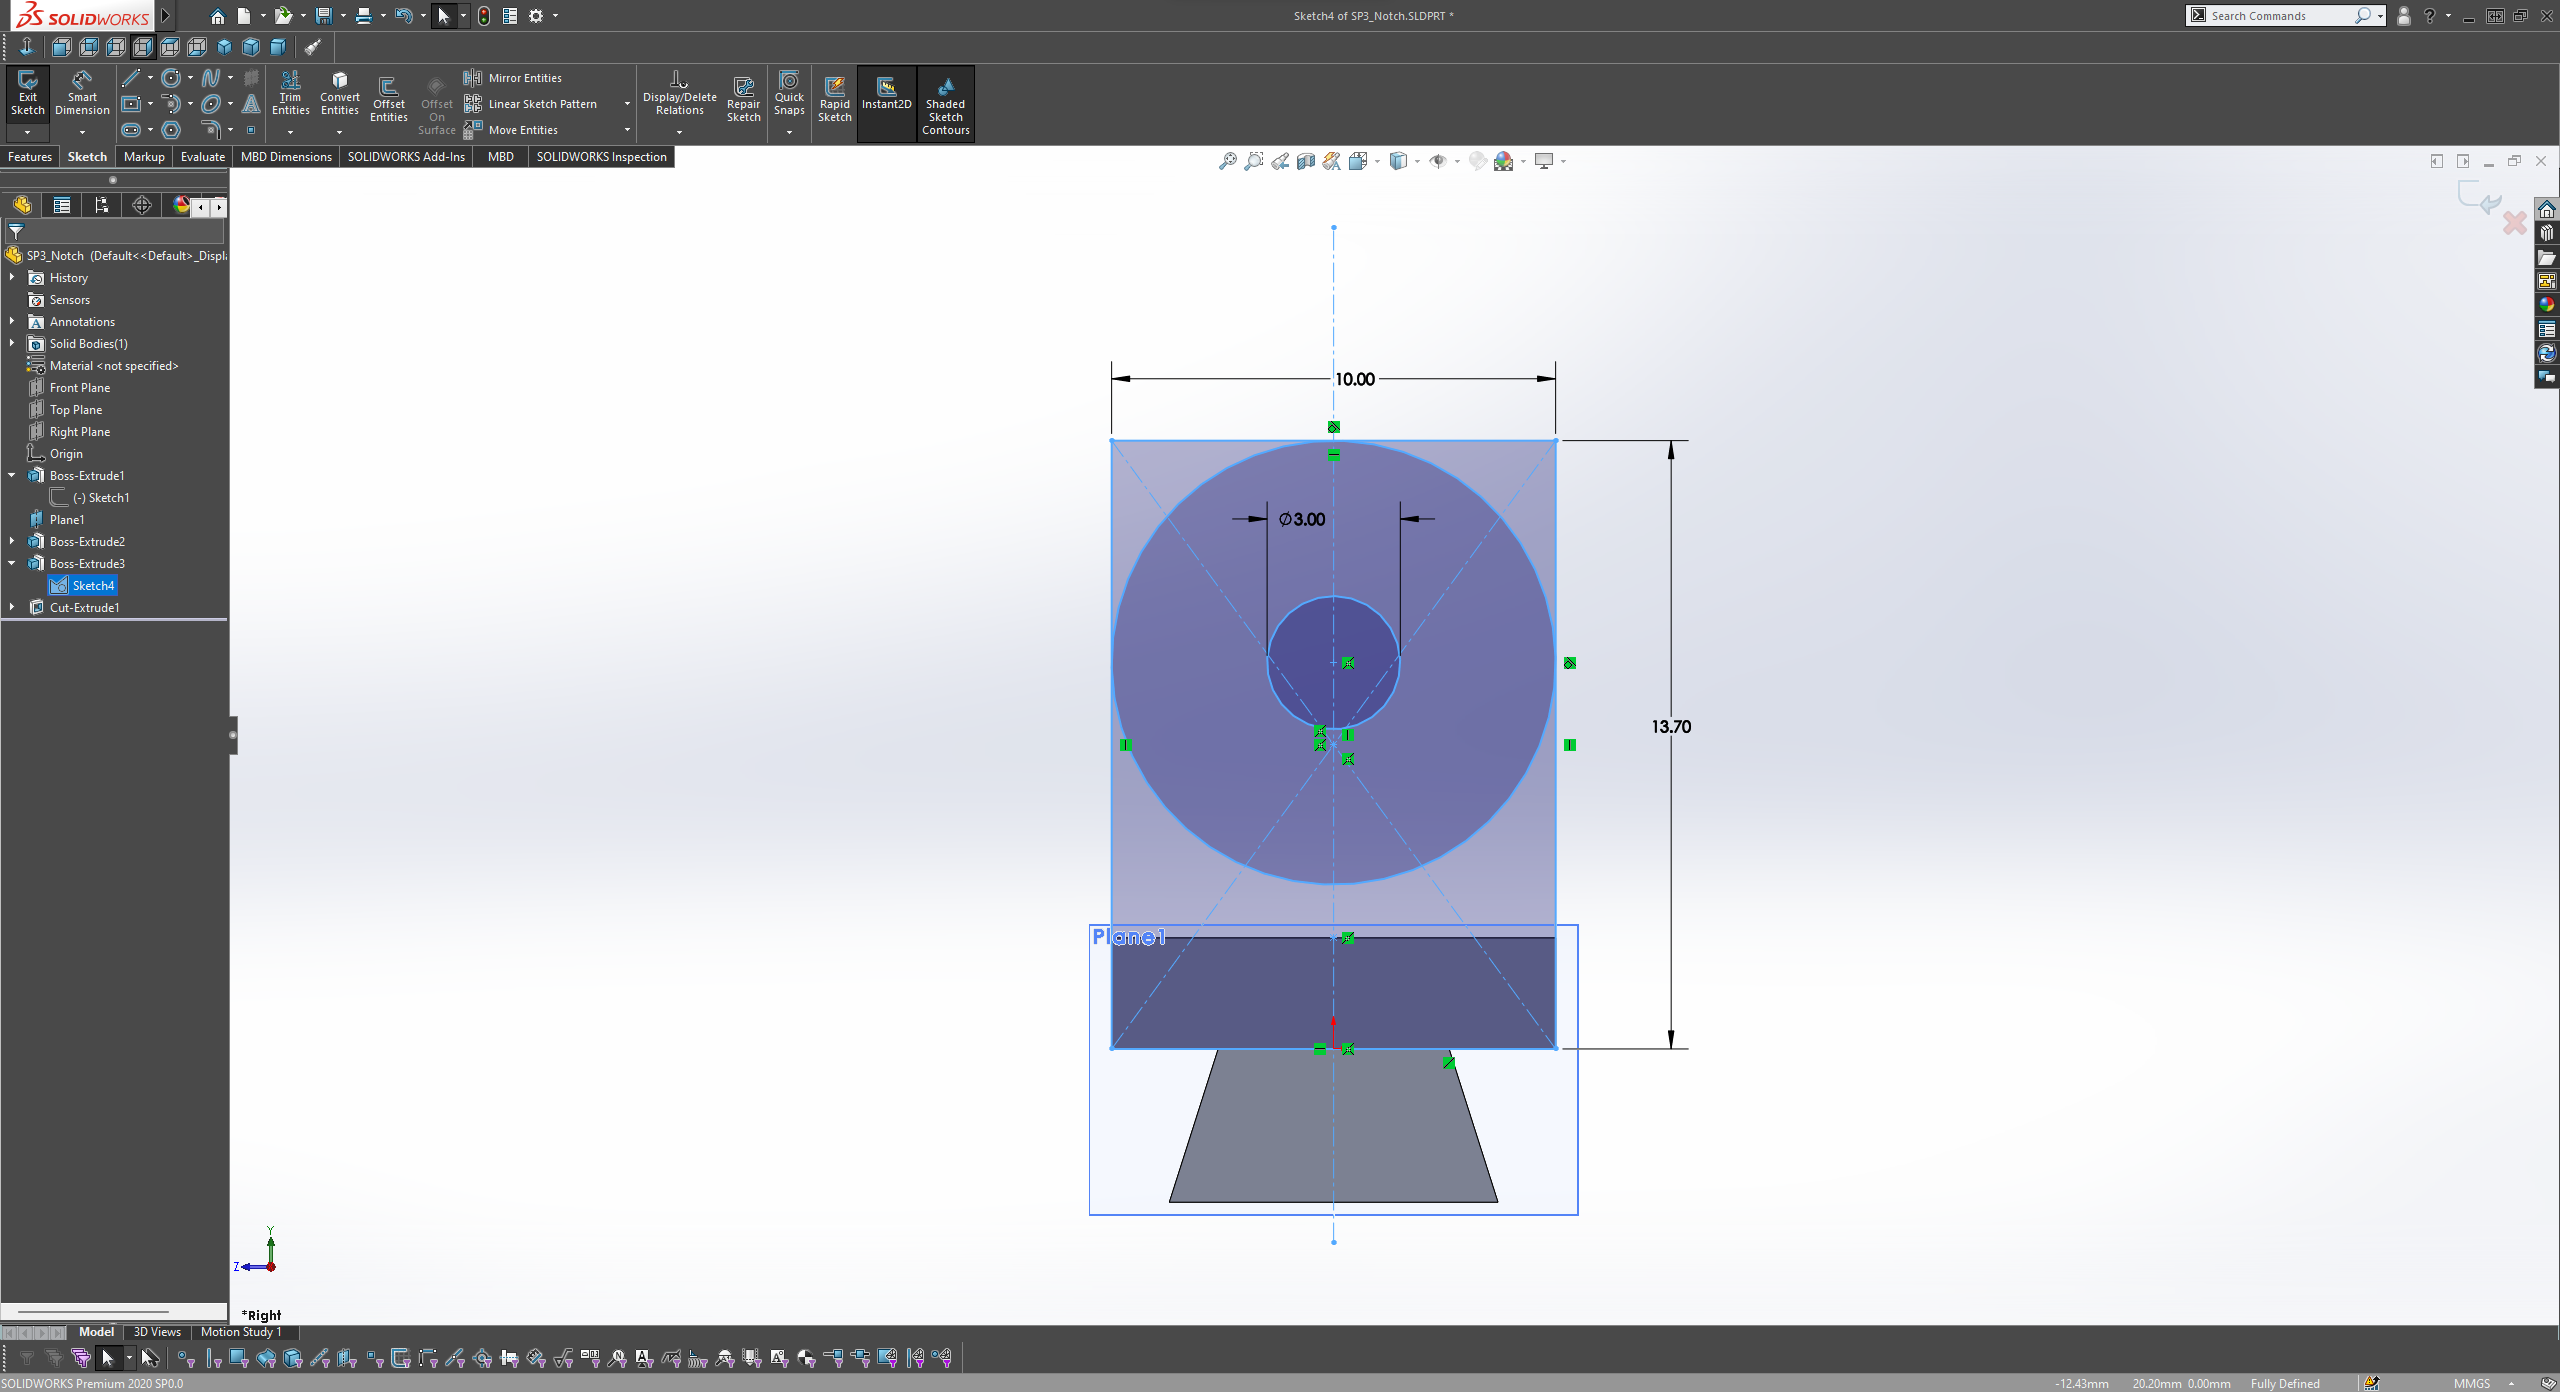 SOLIDWORKS
Sketch4 of SP3_Notch.SLDPRT *
Search Commands
Exit Sketch
Smart Dimension
Trim Entities
Convert Entities
Offset Entities
Offset On Surface
Mirror Entities
Linear Sketch Pattern
Move Entities
Display/Delete Relations
Repair Sketch
Quick Snaps
Rapid Sketch
Instant2D
Shaded Sketch Contours
Features Sketch Markup Evaluate MBD Dimensions SOLIDWORKS Add-Ins MBD SOLIDWORKS Inspection
SP3_Notch (Default<<Default>_Displ
History
Sensors
Annotations
Solid Bodies(1)
Material <not specified>
Front Plane
Top Plane
Right Plane
Origin
Boss-Extrude1
(-) Sketch1
Plane1
Boss-Extrude2
Boss-Extrude3
Sketch4
Cut-Extrude1
10.00
⌀3.00
13.70
Plane1
Y
Z
*Right
Model 3D Views Motion Study 1
SOLIDWORKS Premium 2020 SP0.0
-12.43mm 20.20mm 0.00mm Fully Defined MMGS